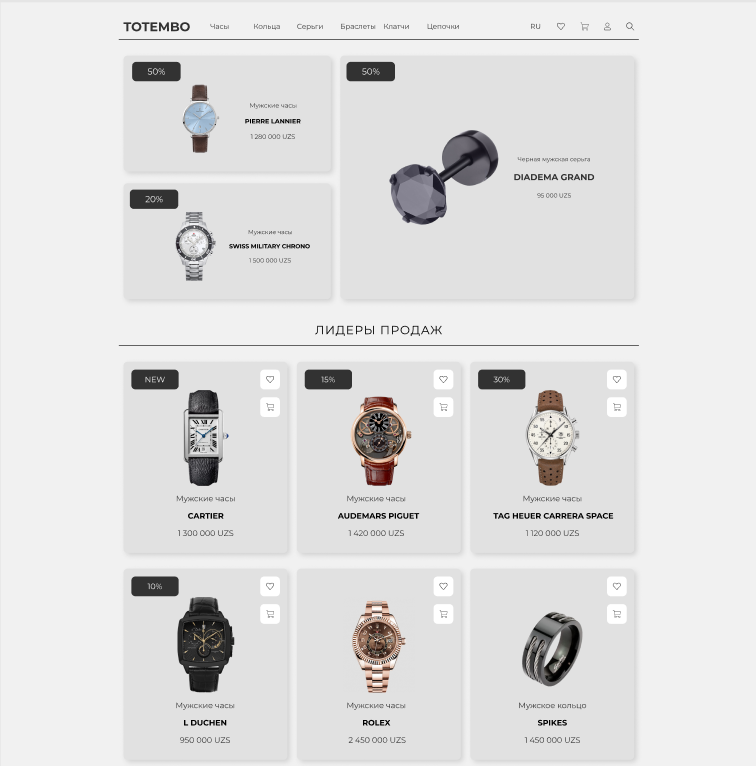 TOTEMBO Часы Кольца Серьги Браслеты Клатчи Цепочки RU
50%
Мужские часы
PIERRE LANNIER
1 280 000 UZS
20%
Мужские часы
SWISS MILITARY CHRONO
1 500 000 UZS
50%
Черная мужская серьга
DIADEMA GRAND
95 000 UZS
ЛИДЕРЫ ПРОДАЖ
NEW
Мужские часы
CARTIER
1 300 000 UZS
15%
Мужские часы
AUDEMARS PIGUET
1 420 000 UZS
30%
Мужские часы
TAG HEUER CARRERA SPACE
1 120 000 UZS
10%
Мужские часы
L DUCHEN
950 000 UZS
Мужские часы
ROLEX
2 450 000 UZS
Мужское кольцо
SPIKES
1 450 000 UZS